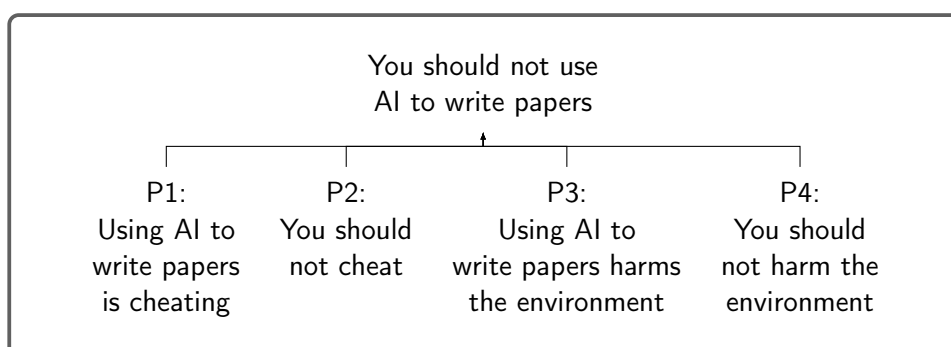 You should not use
AI to write papers
P1:
Using AI to
write papers
is cheating
P2:
You should
not cheat
P3:
Using AI to
write papers harms
the environment
P4:
You should
not harm the
environment